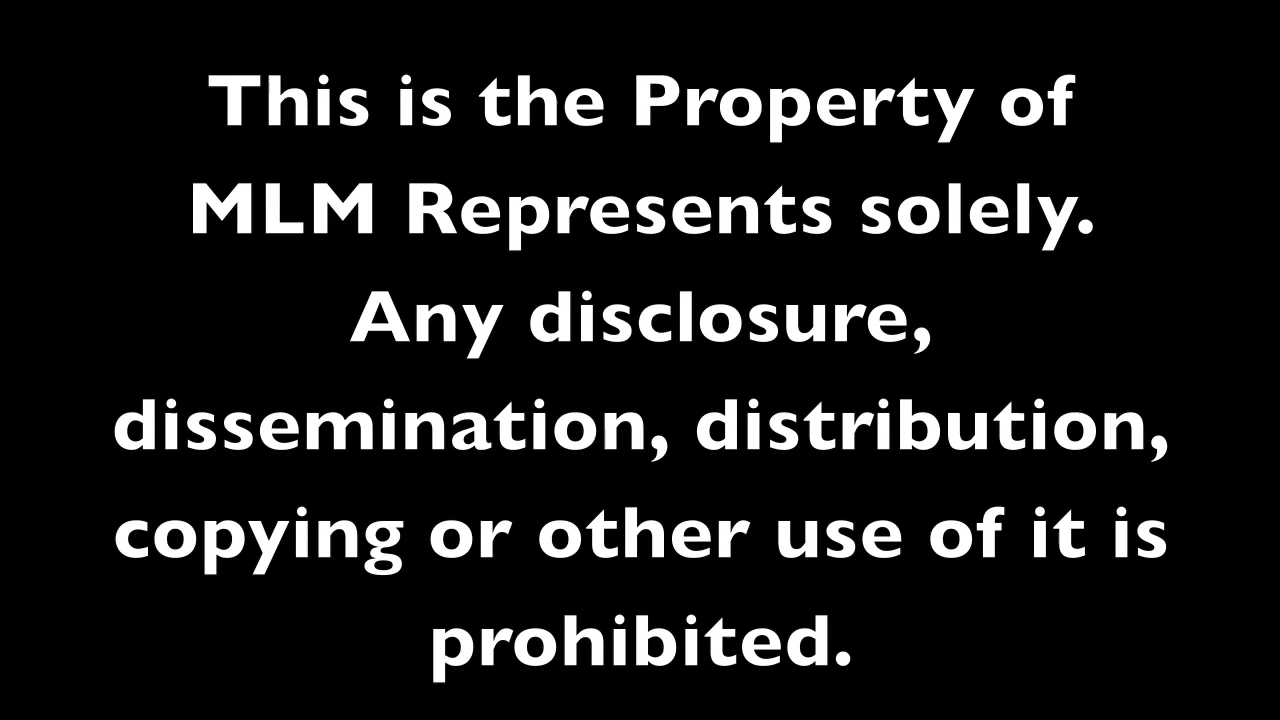 This is the Property of
MLM Represents solely.
Any disclosure,
dissemination, distribution,
copying or other use of it is
prohibited.